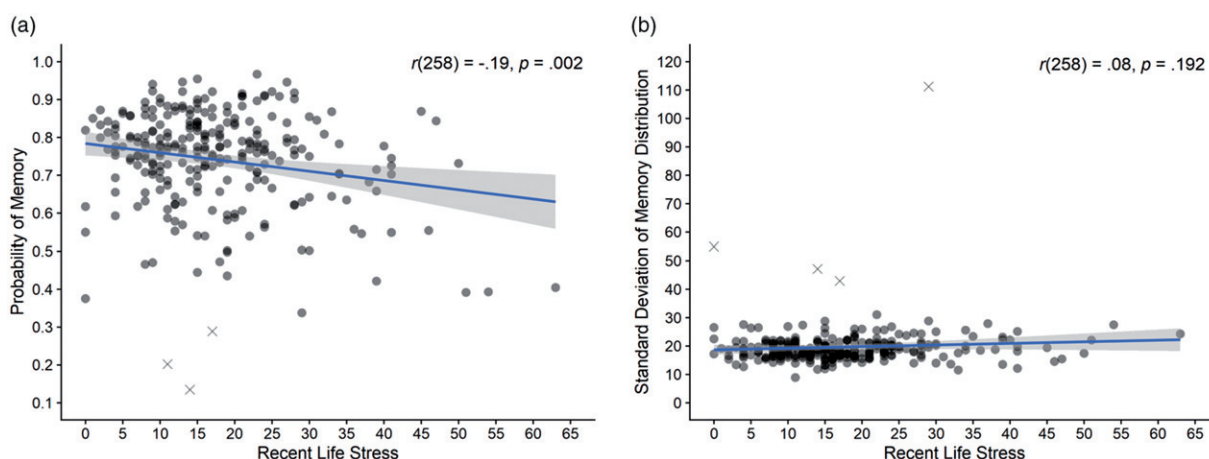 (a)
r(258) = -.19, p = .002
Probability of Memory
1.0
0.9
0.8
0.7
0.6
0.5
0.4
0.3
0.2
0.1
0 5 10 15 20 25 30 35 40 45 50 55 60 65
Recent Life Stress
(b)
r(258) = .08, p = .192
Standard Deviation of Memory Distribution
120
110
100
90
80
70
60
50
40
30
20
10
0
0 5 10 15 20 25 30 35 40 45 50 55 60 65
Recent Life Stress